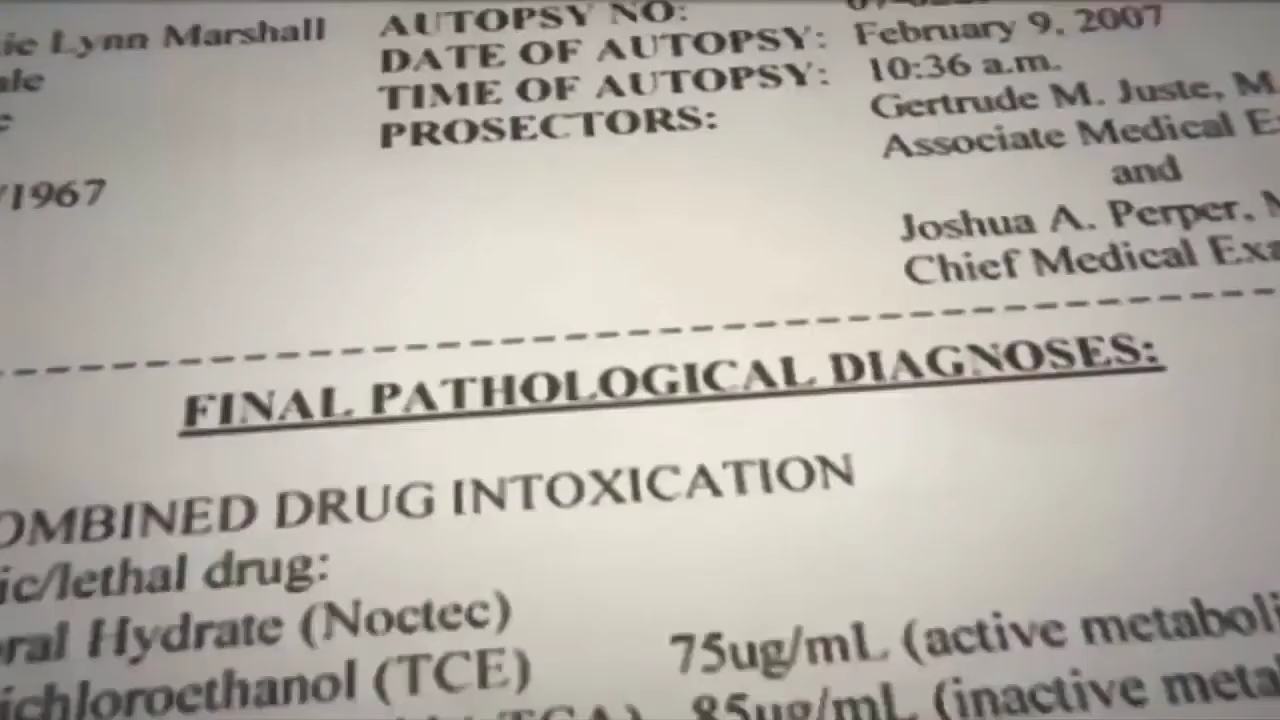 ie Lynn Marshall AUTOPSY NO:
ale DATE OF AUTOPSY: February 9, 2007
TIME OF AUTOPSY: 10:36 a.m.
PROSECTORS: Gertrude M. Juste, M.
Associate Medical E
and
/1967
Joshua A. Perper, M
Chief Medical Exa
FINAL PATHOLOGICAL DIAGNOSES:
OMBINED DRUG INTOXICATION
ic/lethal drug:
oral Hydrate (Noctec)
ichloroethanol (TCE) 75ug/mL (active metaboli
85ug/mL (inactive meta